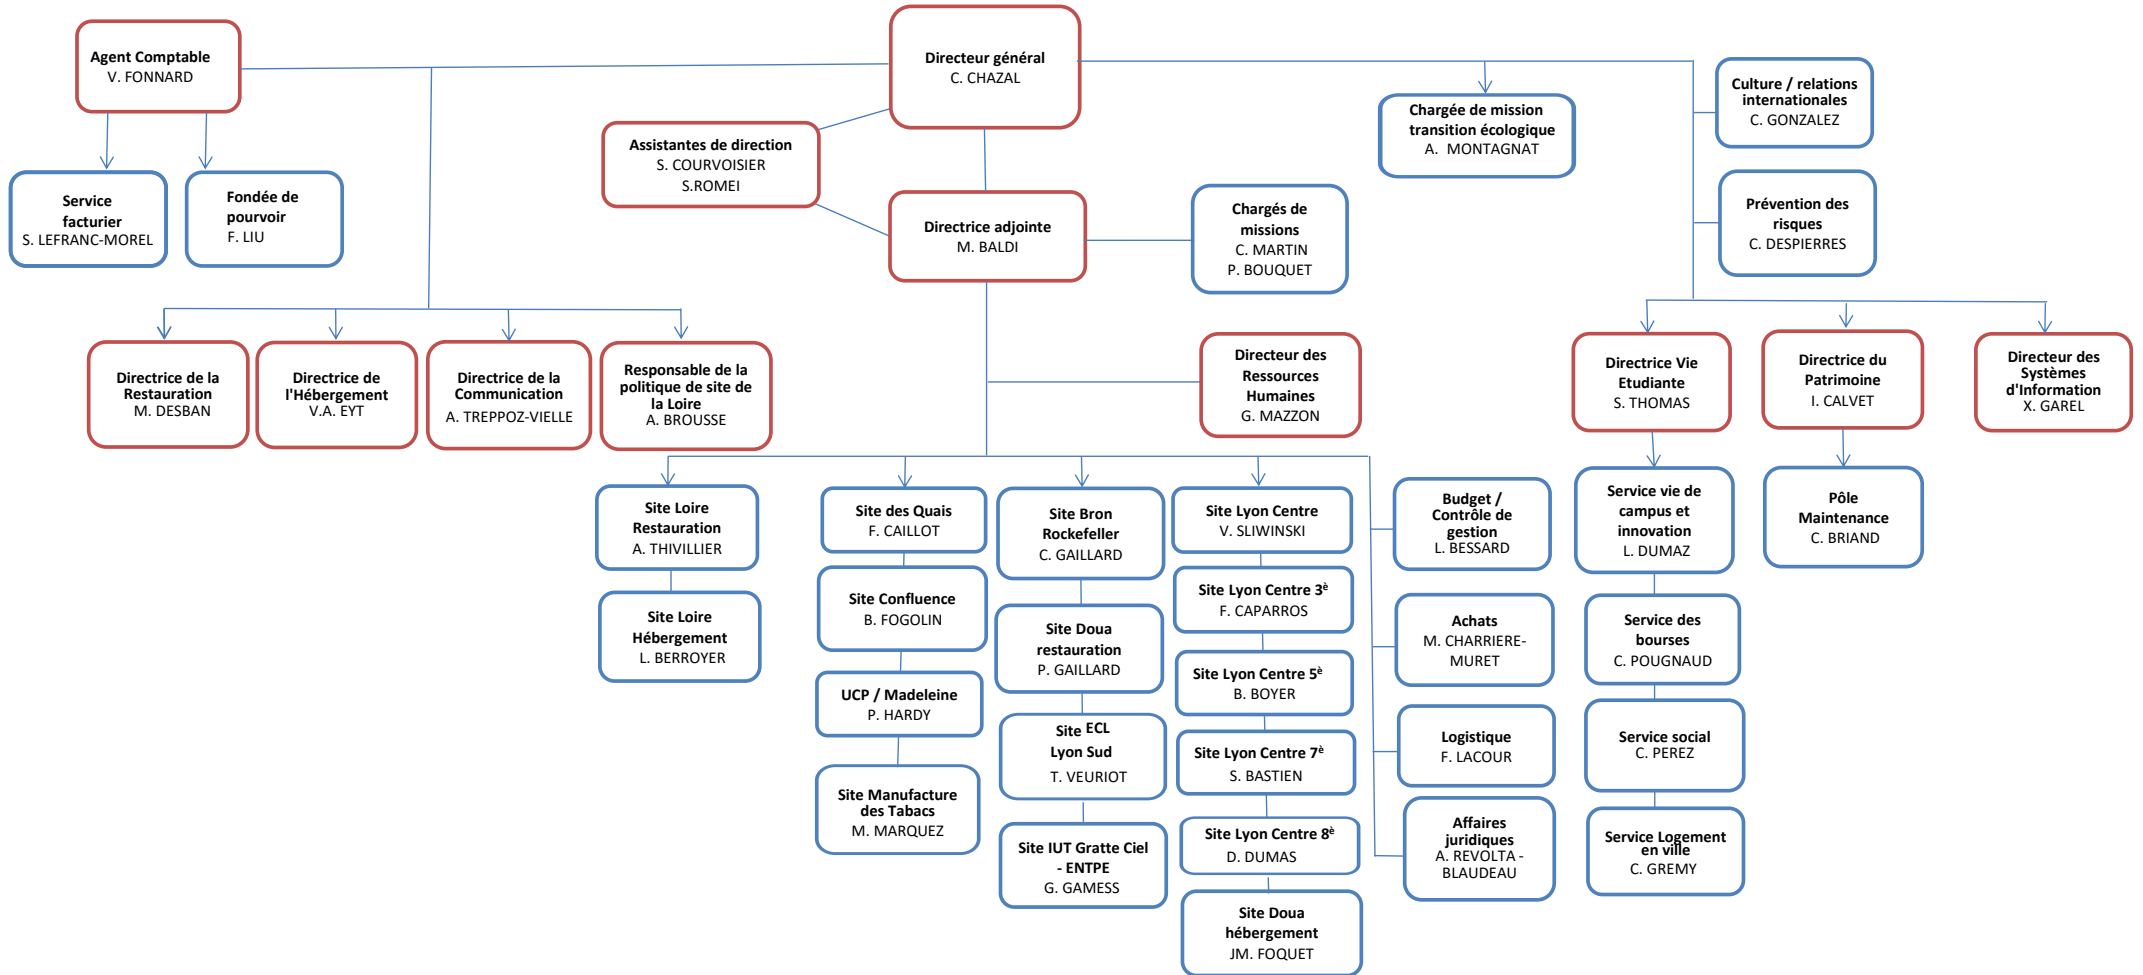 Agent Comptable
V. FONNARD
Directeur général
C. CHAZAL
Culture / relations
internationales
C. GONZALEZ
Chargée de mission
transition écologique
A. MONTAGNAT
Assistantes de direction
S. COURVOISIER
S.ROMEI
Service
facturier
S. LEFRANC-MOREL
Fondée de
pourvoir
F. LIU
Directrice adjointe
M. BALDI
Chargés de
missions
C. MARTIN
P. BOUQUET
Prévention des
risques
C. DESPIERRES
Directrice de la
Restauration
M. DESBAN
Directrice de
l'Hébergement
V.A. EYT
Directrice de la
Communication
A. TREPPOZ-VIELLE
Responsable de la
politique de site de
la Loire
A. BROUSSE
Directeur des
Ressources
Humaines
G. MAZZON
Directrice Vie
Etudiante
S. THOMAS
Directrice du
Patrimoine
I. CALVET
Directeur des
Systèmes
d'Information
X. GAREL
Site Loire
Restauration
A. THIVILLIER
Site Loire
Hébergement
L. BERROYER
Site des Quais
F. CAILLOT
Site Confluence
B. FOGOLIN
UCP / Madeleine
P. HARDY
Site Manufacture
des Tabacs
M. MARQUEZ
Site Bron
Rockefeller
C. GAILLARD
Site Doua
restauration
P. GAILLARD
Site ECL
Lyon Sud
T. VEURIOT
Site IUT Gratte Ciel
- ENTPE
G. GAMESS
Site Lyon Centre
V. SLIWINSKI
Site Lyon Centre 3è
F. CAPARROS
Site Lyon Centre 5è
B. BOYER
Site Lyon Centre 7è
S. BASTIEN
Site Lyon Centre 8è
D. DUMAS
Site Doua
hébergement
JM. FOQUET
Budget /
Contrôle de
gestion
L. BESSARD
Achats
M. CHARRIERE-
MURET
Logistique
F. LACOUR
Affaires
juridiques
A. REVOLTA -
BLAUDEAU
Service vie de
campus et
innovation
L. DUMAZ
Service des
bourses
C. POUGNAUD
Service social
C. PEREZ
Service Logement
en ville
C. GREMY
Pôle
Maintenance
C. BRIAND